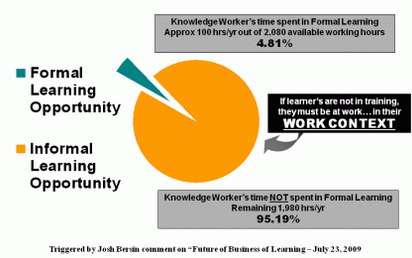 Knowledge Worker's time spent in Formal Learning
Approx 100 hrs/yr out of 2,080 available working hours
4.81%
Formal
Learning
Opportunity
Informal
Learning
Opportunity
If learner's are not in training,
they must be at work... in their
WORK CONTEXT
Knowledge Worker's time NOT spent in Formal Learning
Remaining 1,980 hrs/yr
95.19%
Triggered by Josh Bersin comment on "Future of Business of Learning – July 23, 2009